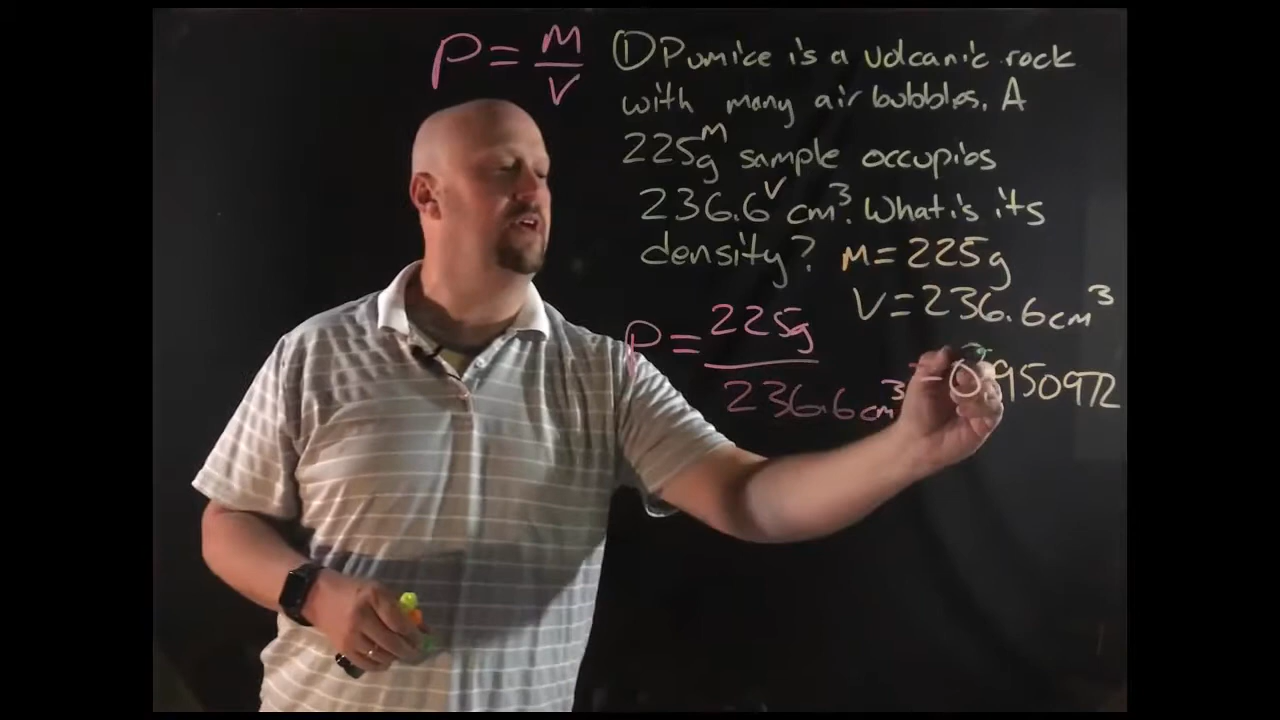 P = m/V
① Pumice is a volcanic rock
with many air bubbles. A
m
225g sample occupies
v
236.6 cm³. What's its
density? m = 225g
V = 236.6cm³
P = 225g / 236.6cm³ = 0.950972